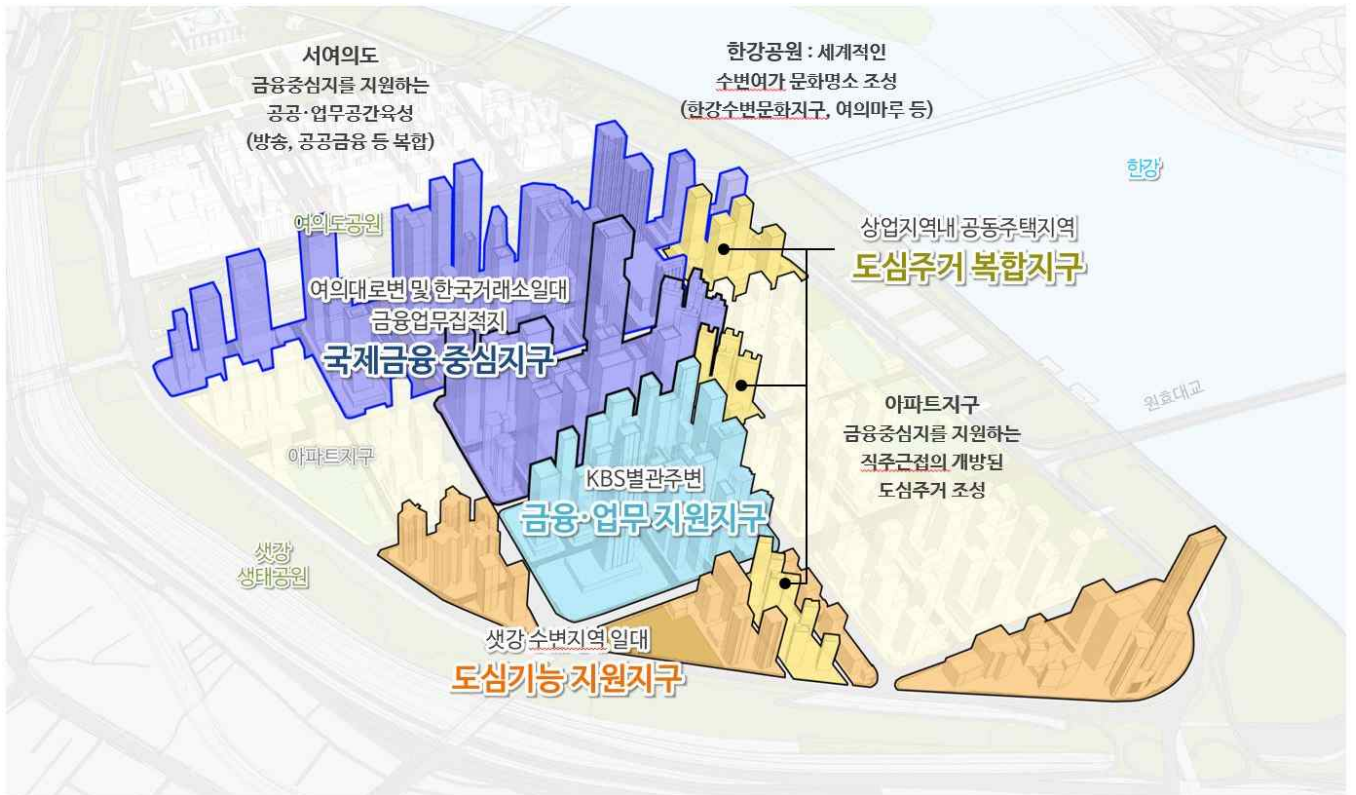 서여의도
금융중심지를 지원하는
공공·업무공간육성
(방송, 공공금융 등 복합)
한강공원 : 세계적인
수변여가 문화명소 조성
(한강수변문화지구, 여의마루 등)
한강
여의도공원
상업지역내 공동주택지역
도심주거 복합지구
여의대로변 및 한국거래소일대
금융업무집적지
국제금융 중심지구
원효대교
아파트지구
금융중심지를 지원하는
직주근접의 개방된
도심주거 조성
아파트지구
KBS별관주변
금융·업무 지원지구
샛강
생태공원
샛강 수변지역 일대
도심기능 지원지구